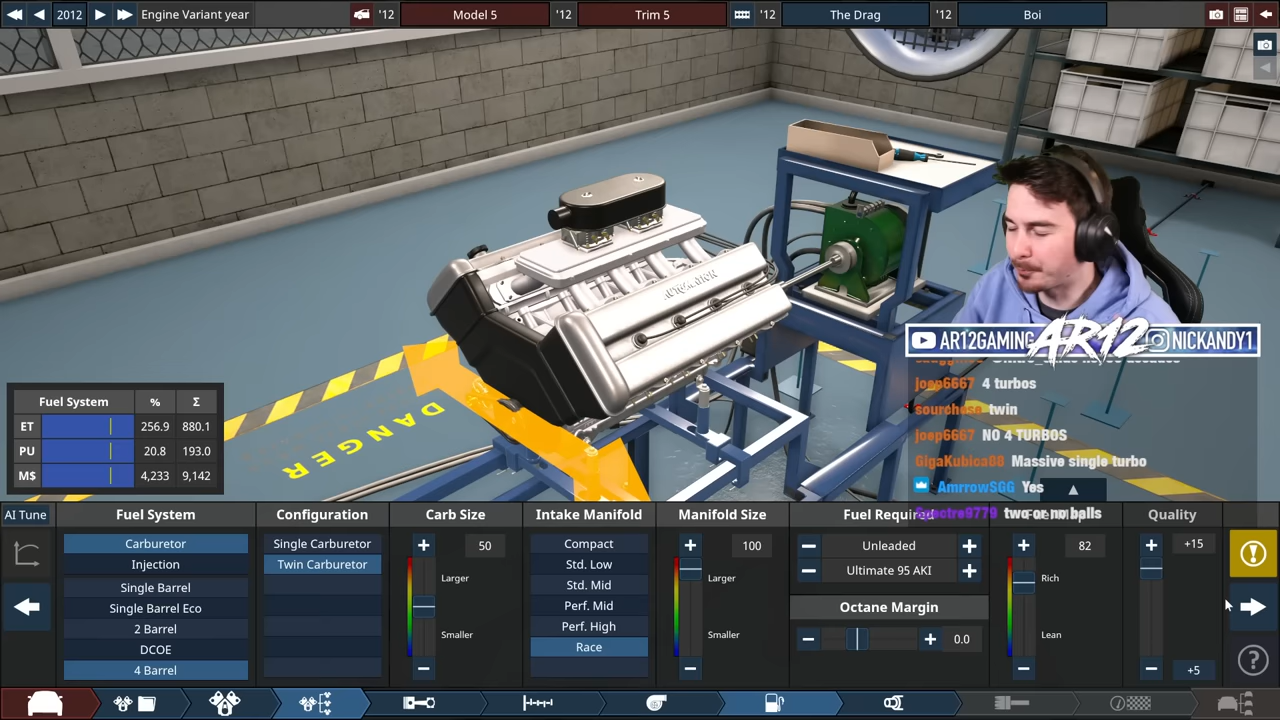 2012 Engine Variant year '12 Model 5 '12 Trim 5 '12 The Drag '12 Boi
AUTOMATION
DANGER
AR12GAMING AR12 NICKANDY1
joep6667 4 turbos
sourchose twin
joep6667 NO 4 TURBOS
GigaKubica88 Massive single turbo
AmrrowSGG Yes
Spectre9779 two or no balls
Fuel System % Σ
ET 256.9 880.1
PU 20.8 193.0
M$ 4,233 9,142
AI Tune Fuel System Configuration Carb Size Intake Manifold Manifold Size Fuel Required Quality
Carburetor
Injection
Single Barrel
Single Barrel Eco
2 Barrel
DCOE
4 Barrel
Single Carburetor
Twin Carburetor
50
Larger
Smaller
Compact
Std. Low
Std. Mid
Perf. Mid
Perf. High
Race
100
Larger
Smaller
Unleaded
Ultimate 95 AKI
Octane Margin
0.0
82
Rich
Lean
+15
+5